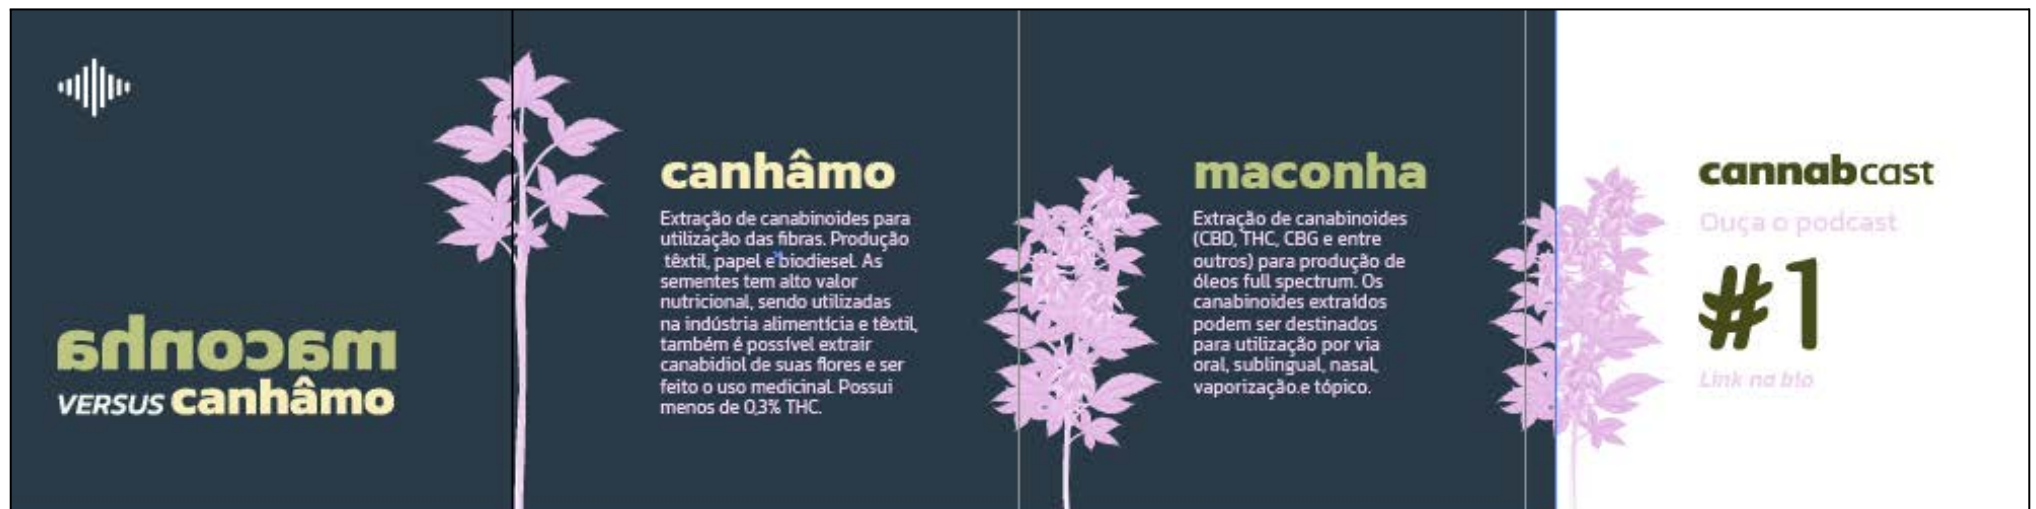 maconha
VERSUS canhâmo
canhâmo
Extração de canabinoides para
utilização das fibras. Produção
têxtil, papel e biodiesel. As
sementes tem alto valor
nutricional, sendo utilizadas
na indústria alimentícia e têxtil,
também é possível extrair
canabidiol de suas flores e ser
feito o uso medicinal. Possui
menos de 0,3% THC.
maconha
Extração de canabinoides
(CBD, THC, CBG e entre
outros) para produção de
óleos full spectrum. Os
canabinoides extraídos
podem ser destinados
para utilização por via
oral, sublingual, nasal,
vaporização.e tópico.
cannabcast
Ouça o podcast
#1
Link na bio